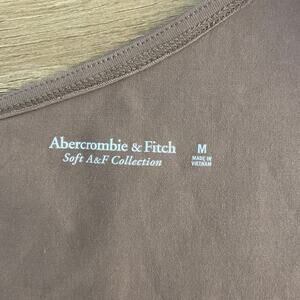 Abercrombie & Fitch
Soft A&F Collection
M
MADE IN
VIETNAM